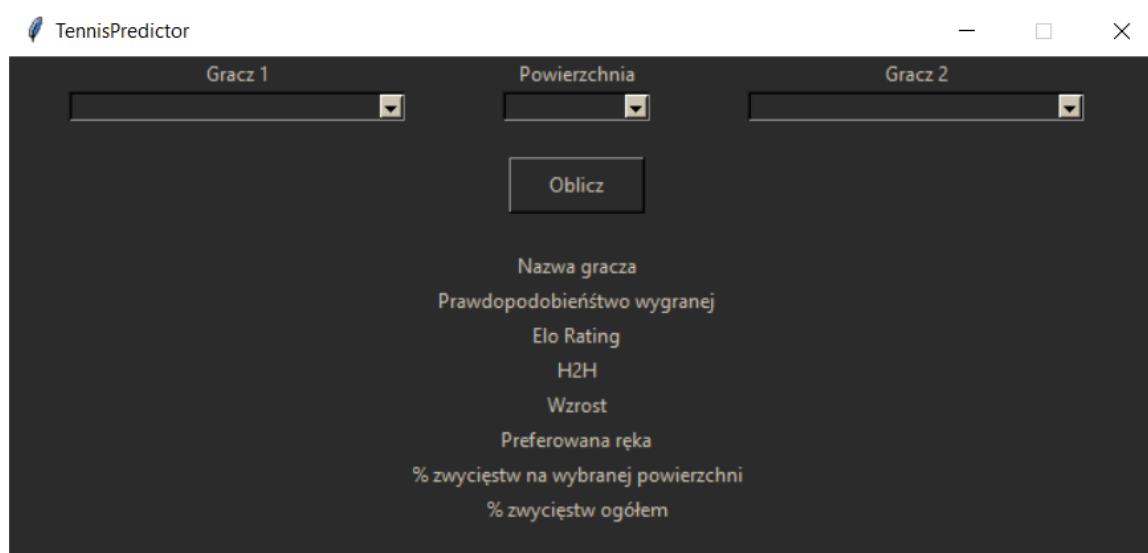 TennisPredictor
Gracz 1 Powierzchnia Gracz 2
Oblicz
Nazwa gracza
Prawdopodobieńśtwo wygranej
Elo Rating
H2H
Wzrost
Preferowana ręka
% zwycięstw na wybranej powierzchni
% zwycięstw ogółem